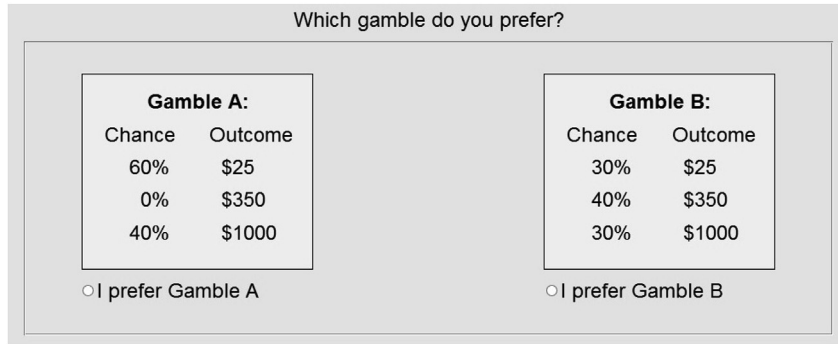 Which gamble do you prefer?
Gamble A:
Chance Outcome
60% $25
0% $350
40% $1000
I prefer Gamble A
Gamble B:
Chance Outcome
30% $25
40% $350
30% $1000
I prefer Gamble B